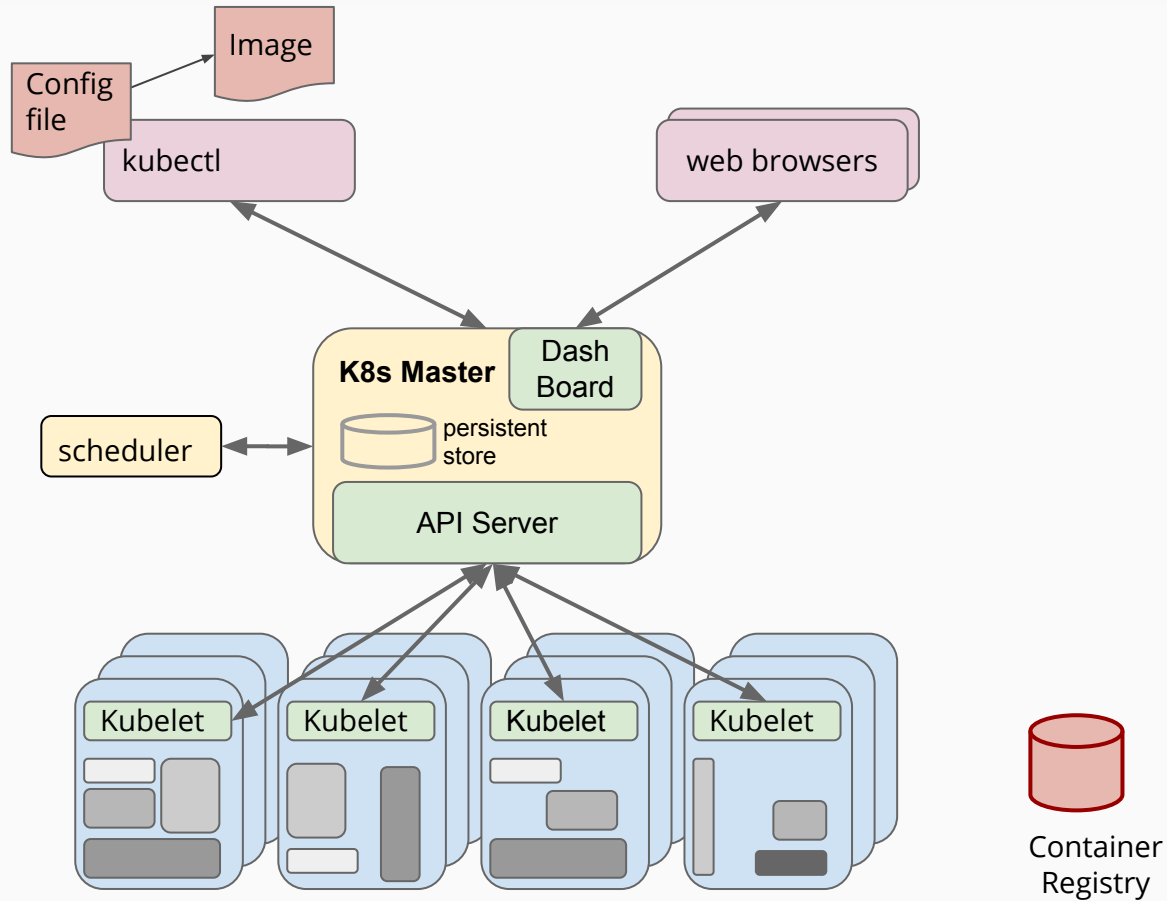 Image
Config
file
kubectl
web browsers
K8s Master
Dash
Board
scheduler
persistent
store
API Server
Kubelet
Kubelet
Kubelet
Kubelet
Container
Registry